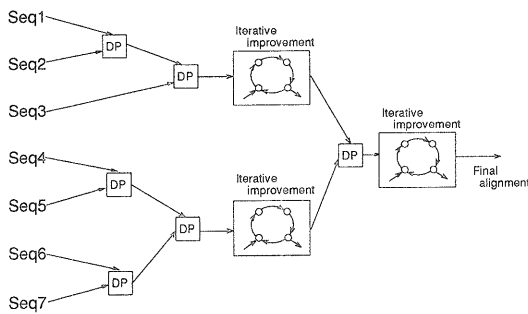 Seq1
Iterative
improvement
DP
Seq2
DP
Seq3
Iterative
improvement
Seq4
DP
Final
alignment
Iterative
improvement
DP
Seq5
DP
Seq6
DP
Seq7